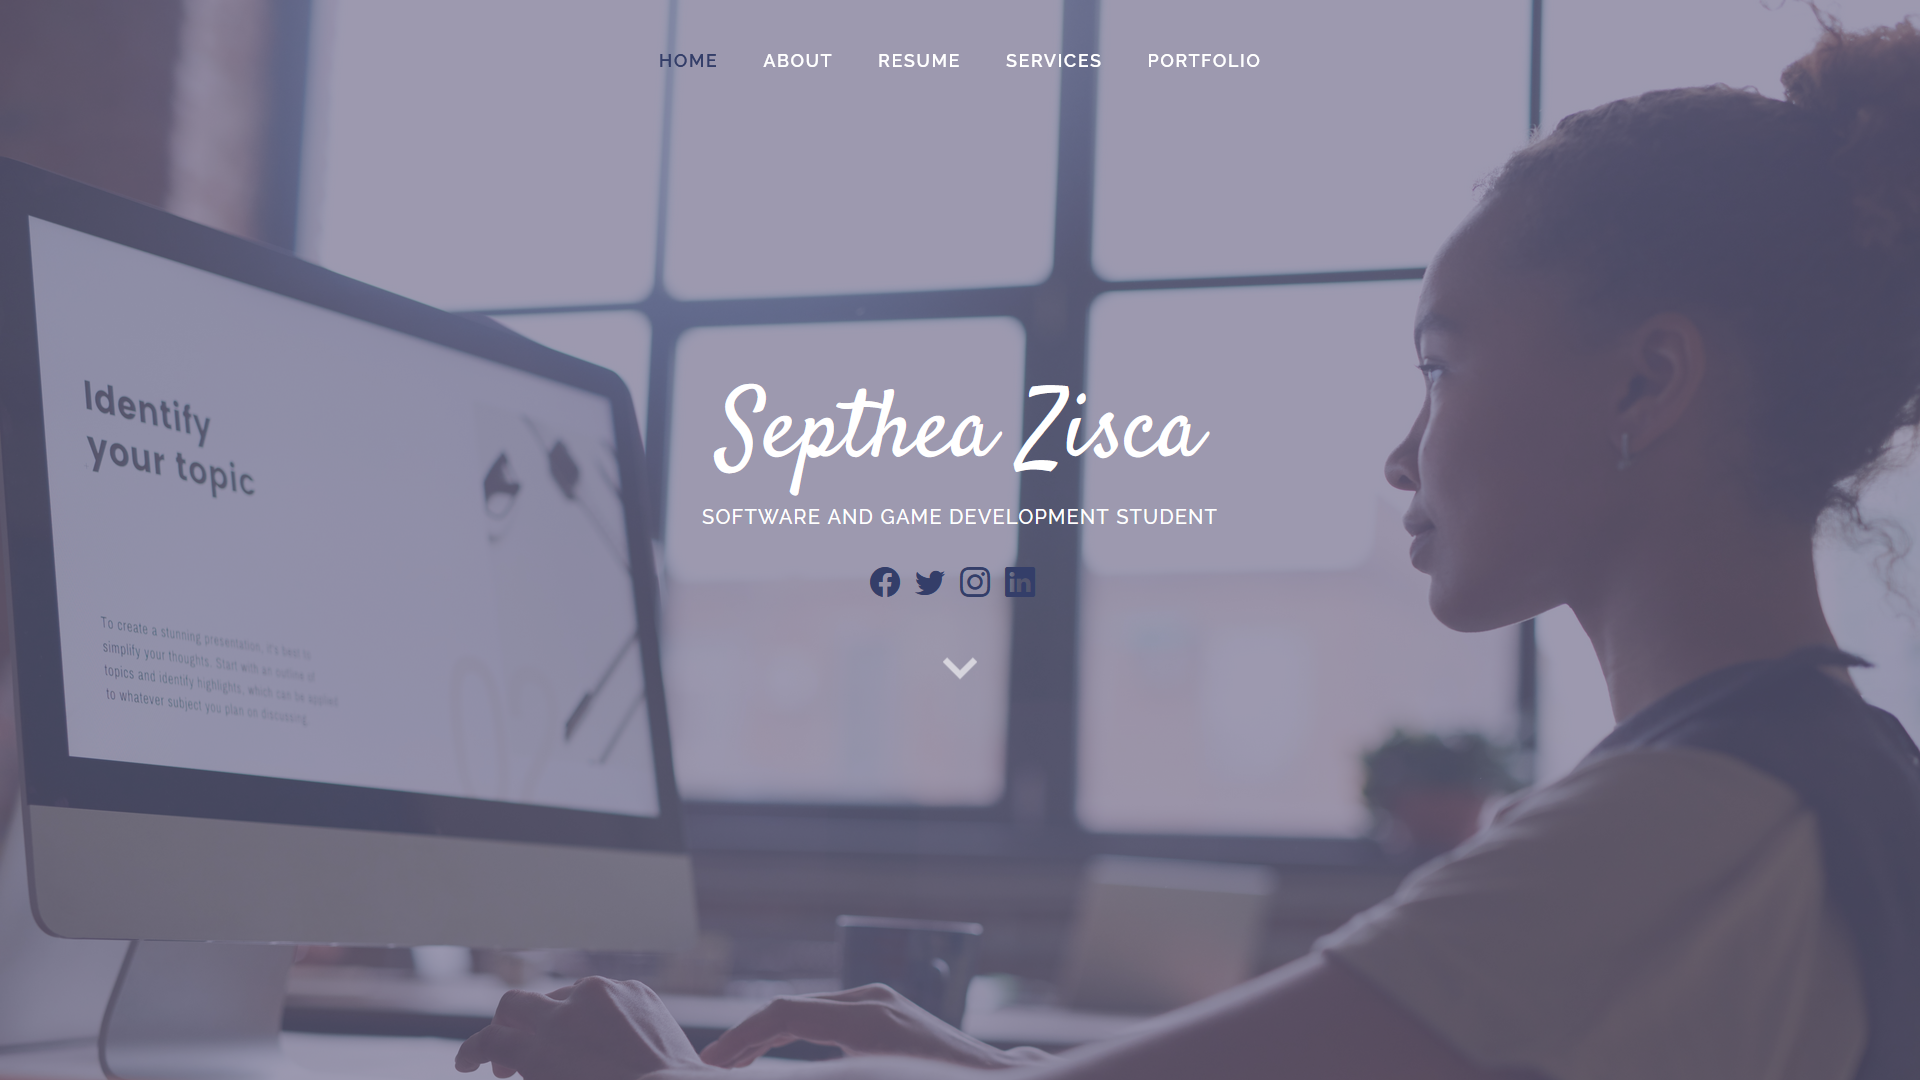 HOME ABOUT RESUME SERVICES PORTFOLIO
Identify
your topic
Septhea Zisca
SOFTWARE AND GAME DEVELOPMENT STUDENT
To create a stunning presentation, it's best to
simplify your thoughts. Start with an outline of
topics and identify highlights, which can be applied
to whatever subject you plan on discussing.